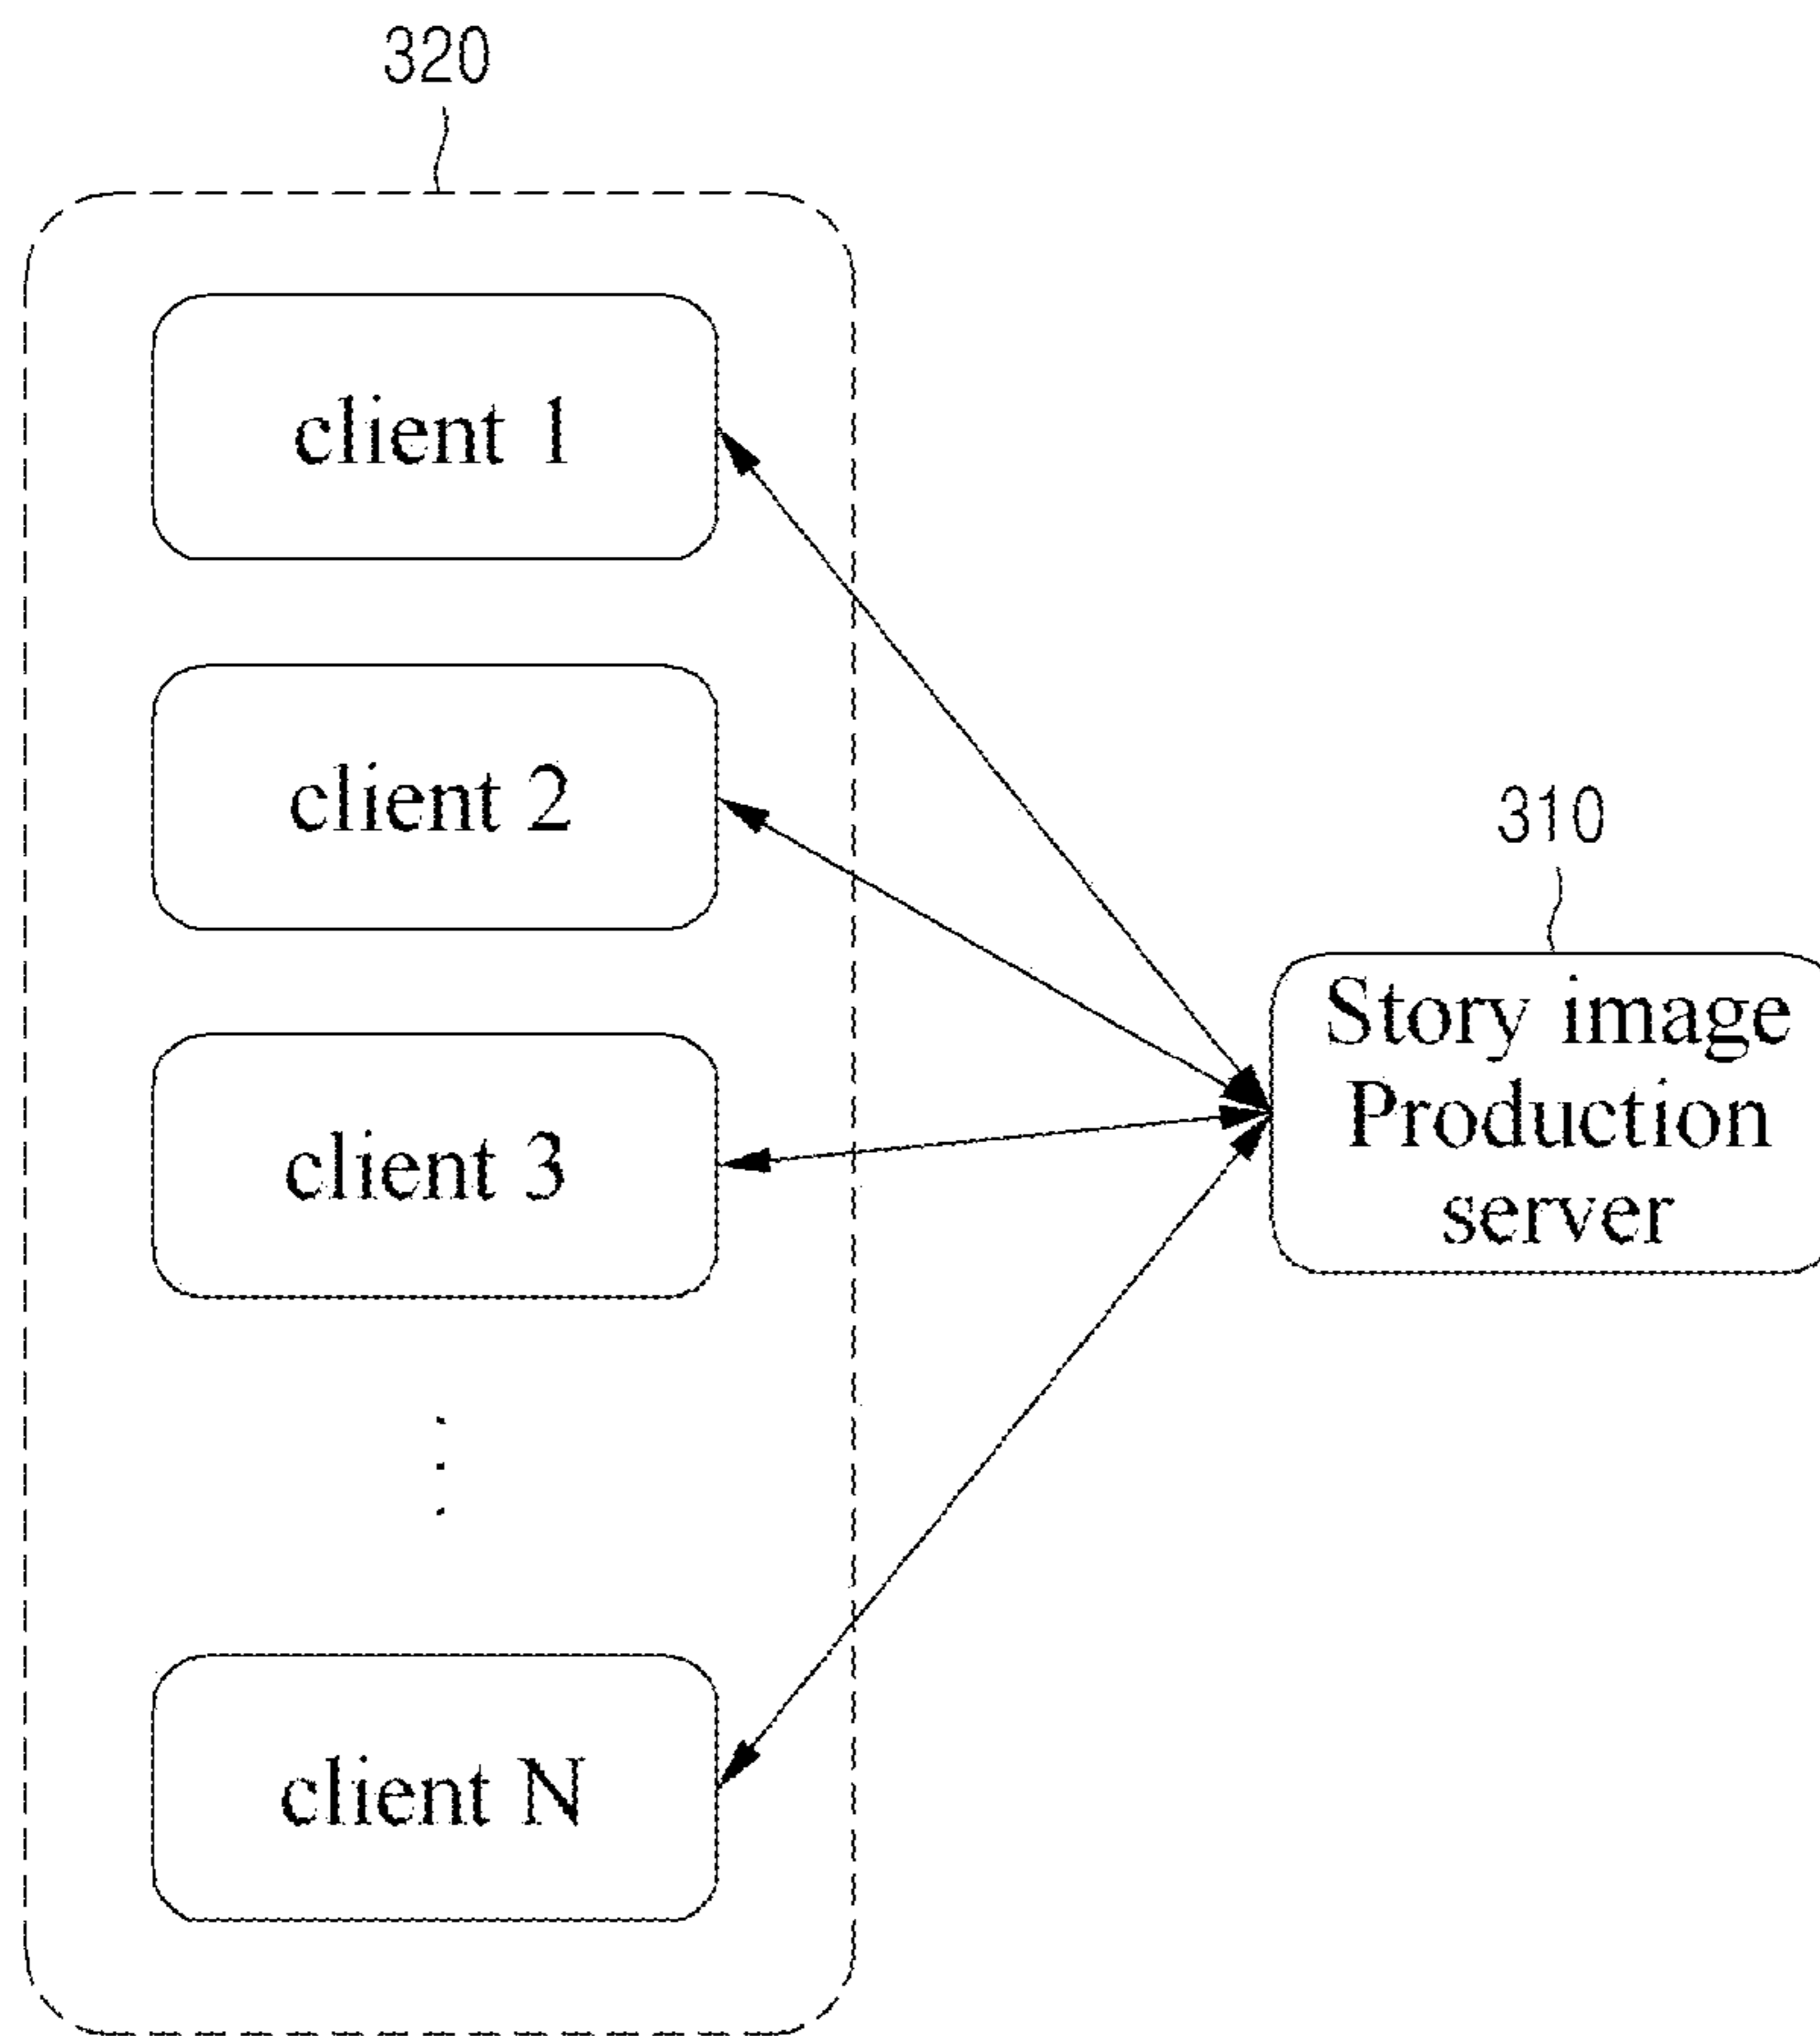 320
client 1
client 2
310
Story image
Production
server
client 3
client N